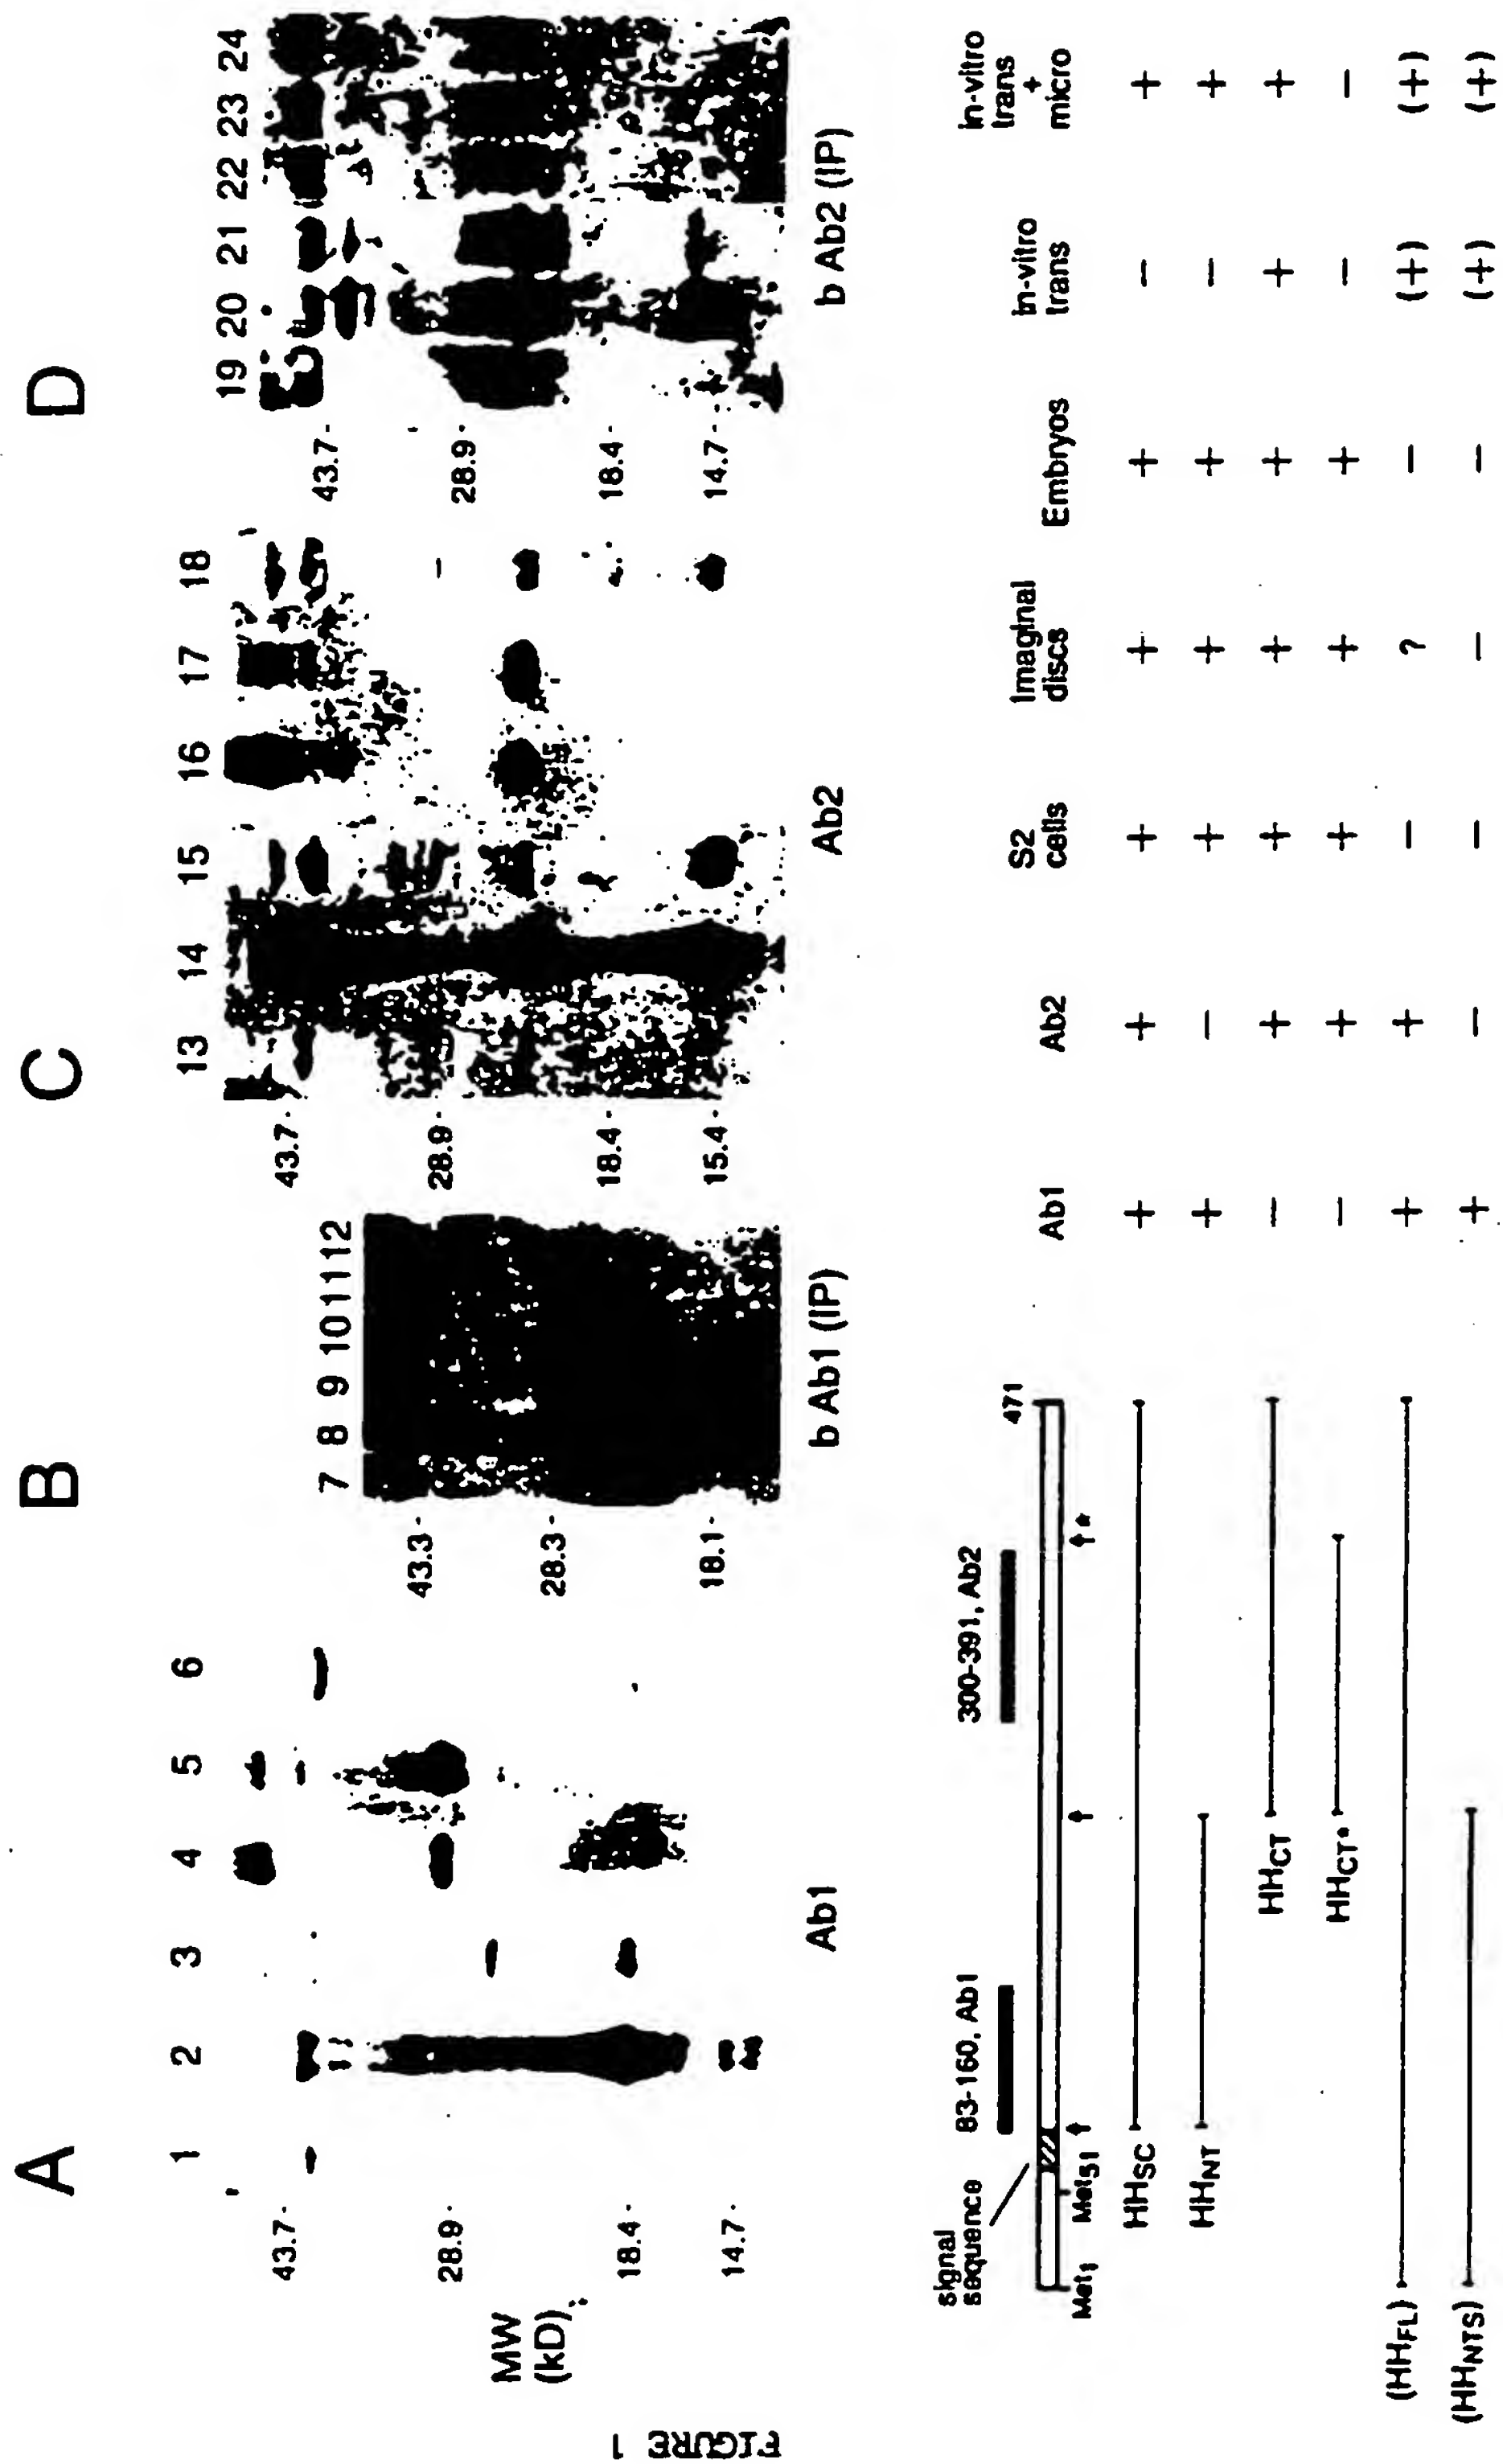 FIGURE 1
A
1 2 3 4 5 6
MW
(kD)
43.7
28.9
18.4
14.7
Ab1
B
7 8 9 10 11 12
43.3
28.3
18.1
b Ab1 (IP)
C
13 14 15 16 17 18
43.7
28.9
18.4
15.4
Ab2
D
19 20 21 22 23 24
43.7
28.9
18.4
14.7
b Ab2 (IP)
signal
sequence
83-160, Ab1
300-391, Ab2
471
Met1 Met51
*
Ab1 Ab2 S2 cells Imaginal discs Embryos in-vitro trans in-vitro trans + micro
HHSC + + + + + - +
HHNT + - + + + - +
HHCT - + + + + + +
HHCT* - + + + + - -
(HHFL) + + - ? - (+) (+)
(HHNTS) + - - - - (+) (+)